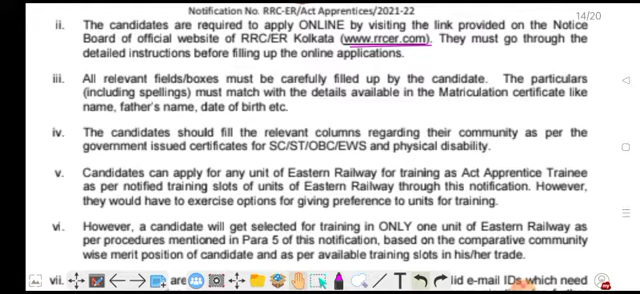 Notification No. RRC-ER/Act Apprentices/2021-22
14/20
ii. The candidates are required to apply ONLINE by visiting the link provided on the Notice
Board of official website of RRC/ER Kolkata (www.rrcer.com). They must go through the
detailed instructions before filling up the online applications.
iii. All relevant fields/boxes must be carefully filled up by the candidate. The particulars
(including spellings) must match with the details available in the Matriculation certificate like
name, father's name, date of birth etc.
iv. The candidates should fill the relevant columns regarding their community as per the
government issued certificates for SC/ST/OBC/EWS and physical disability.
v. Candidates can apply for any unit of Eastern Railway for training as Act Apprentice Trainee
as per notified training slots of units of Eastern Railway through this notification. However,
they would have to exercise options for giving preference to units for training.
vi. However, a candidate will get selected for training in ONLY one unit of Eastern Railway as
per procedures mentioned in Para 5 of this notification, based on the comparative community
wise merit position of candidate and as per available training slots in his/her trade.
vii. are lid e-mail IDs which need